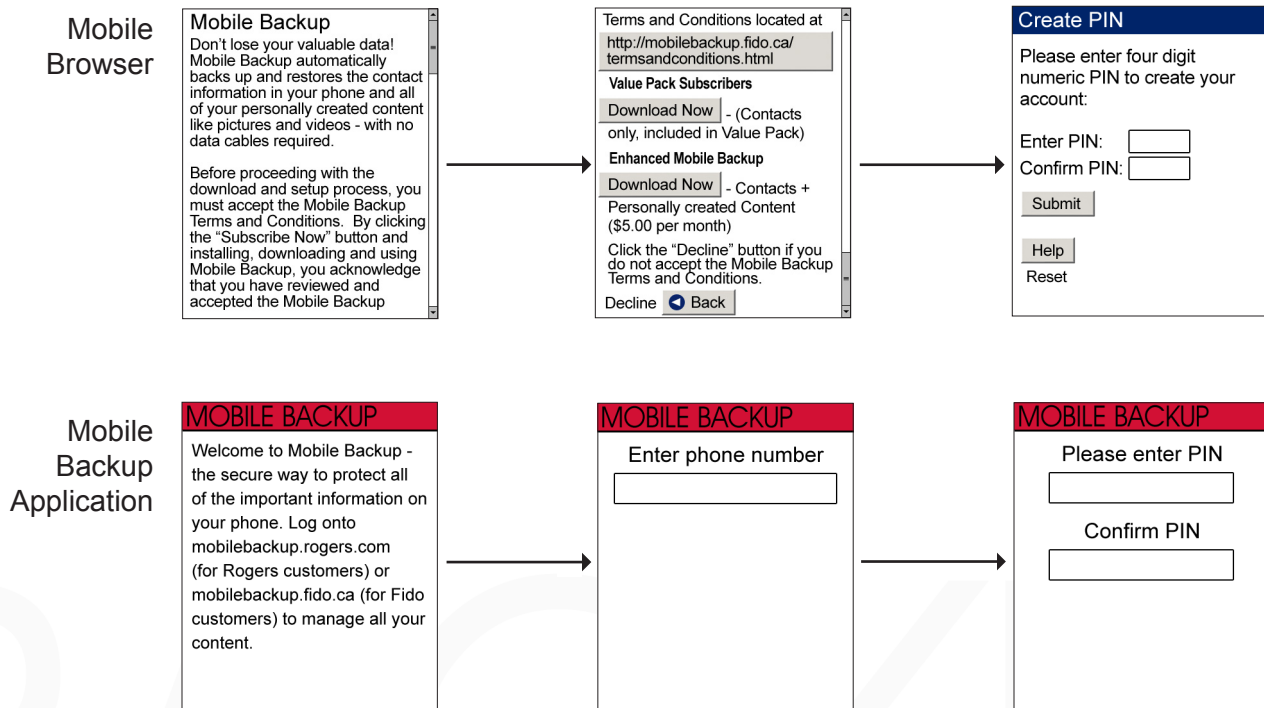 Mobile
Browser
Mobile Backup
Don't lose your valuable data!
Mobile Backup automatically
backs up and restores the contact
information in your phone and all
of your personally created content
like pictures and videos - with no
data cables required.
Before proceeding with the
download and setup process, you
must accept the Mobile Backup
Terms and Conditions.  By clicking
the “Subscribe Now” button and
installing, downloading and using
Mobile Backup, you acknowledge
that you have reviewed and
accepted the Mobile Backup
Terms and Conditions located at
http://mobilebackup.fido.ca/
termsandconditions.html
Value Pack Subscribers
Download Now - (Contacts
only, included in Value Pack)
Enhanced Mobile Backup
Download Now - Contacts +
Personally created Content
($5.00 per month)
Click the “Decline” button if you
do not accept the Mobile Backup
Terms and Conditions.
Decline Back
Create PIN
Please enter four digit
numeric PIN to create your
account:
Enter PIN:
Confirm PIN:
Submit
Help
Reset
Mobile
Backup
Application
MOBILE BACKUP
Welcome to Mobile Backup -
the secure way to protect all
of the important information on
your phone. Log onto
mobilebackup.rogers.com
(for Rogers customers) or
mobilebackup.fido.ca (for Fido
customers) to manage all your
content.
MOBILE BACKUP
Enter phone number
MOBILE BACKUP
Please enter PIN
Confirm PIN